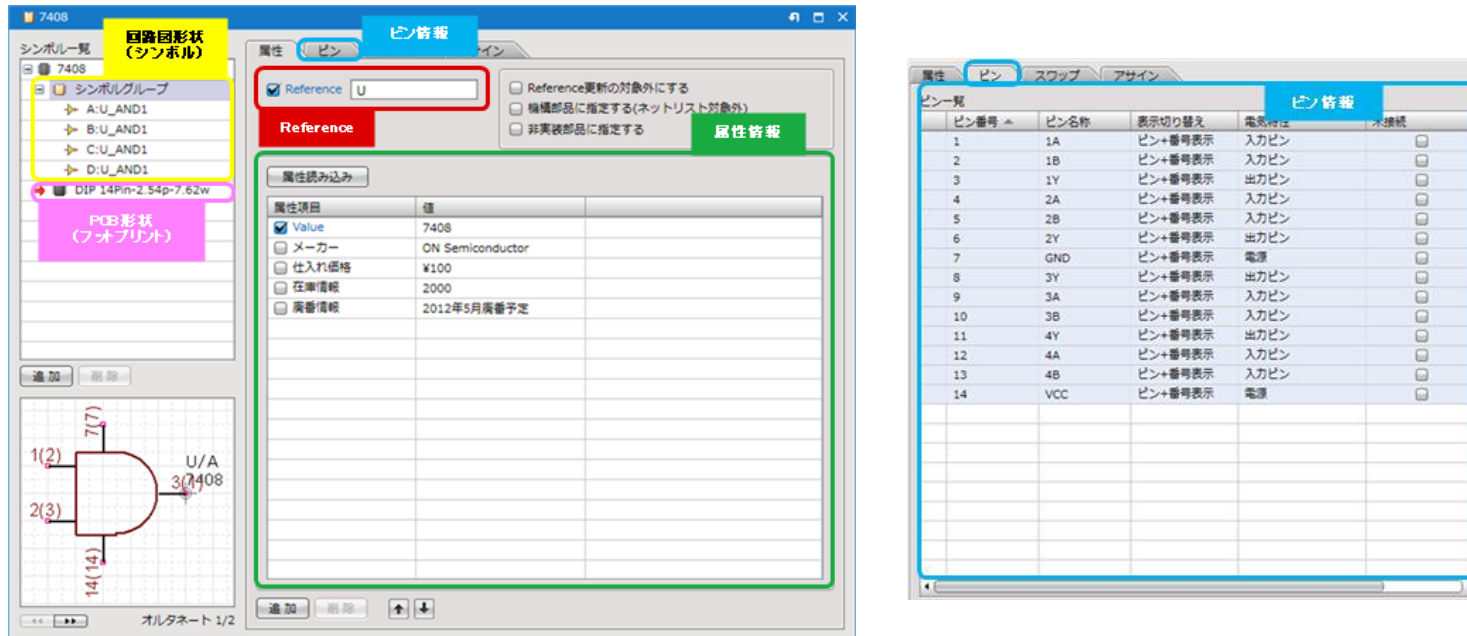 7408
シンボル一覧
回路図形状
(シンボル)
7408
シンボルグループ
A:U_AND1
B:U_AND1
C:U_AND1
D:U_AND1
DIP 14Pin-2.54p-7.62w
PCB形状
(フットプリント)
追加 削除
7(7)
1(2)
U/A
7408
2(3)
14(14)
オルタネート 1/2
属性 ピン
ピン情報
イン
Reference U
Reference
Reference更新の対象外にする
機構部品に指定する(ネットリスト対象外)
非実装部品に指定する
属性情報
属性読み込み
属性項目 値
Value 7408
メーカー ON Semiconductor
仕入れ価格 ¥100
在庫情報 2000
廃番情報 2012年5月廃番予定
追加 削除
属性 ピン スワップ アサイン
ピン一覧
ピン情報
ピン番号 ピン名称 表示切り替え 電気特性 未接続
1 1A ピン+番号表示 入力ピン
2 1B ピン+番号表示 入力ピン
3 1Y ピン+番号表示 出力ピン
4 2A ピン+番号表示 入力ピン
5 2B ピン+番号表示 入力ピン
6 2Y ピン+番号表示 出力ピン
7 GND ピン+番号表示 電源
8 3Y ピン+番号表示 出力ピン
9 3A ピン+番号表示 入力ピン
10 3B ピン+番号表示 入力ピン
11 4Y ピン+番号表示 出力ピン
12 4A ピン+番号表示 入力ピン
13 4B ピン+番号表示 入力ピン
14 VCC ピン+番号表示 電源